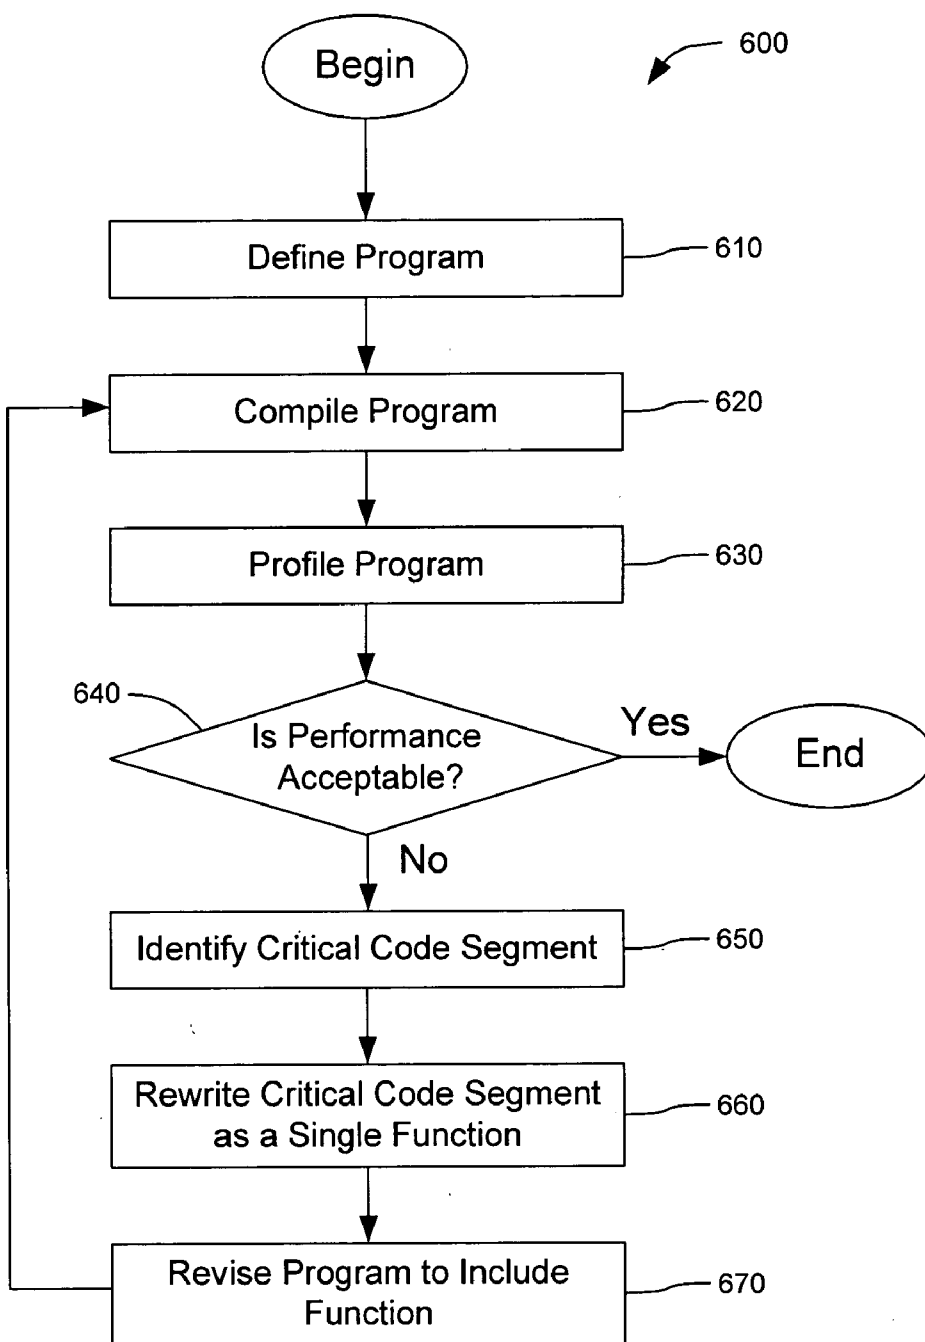 Begin
600
Define Program
610
Compile Program
620
Profile Program
630
640
Is Performance
Acceptable?
Yes
End
No
Identify Critical Code Segment
650
Rewrite Critical Code Segment
as a Single Function
660
Revise Program to Include
Function
670